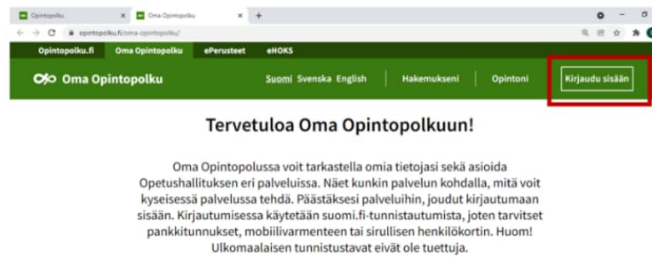 Opintopolku
Oma Opintopolku
opintopolku.fi/oma-opintopolku/
Opintopolku.fi Oma Opintopolku ePerusteet eHOKS
Oma Opintopolku Suomi Svenska English Hakemukseni Opintoni Kirjaudu sisään
Tervetuloa Oma Opintopolkuun!
Oma Opintopolussa voit tarkastella omia tietojasi sekä asioida
Opetushallituksen eri palveluissa. Näet kunkin palvelun kohdalla, mitä voit
kyseisessä palvelussa tehdä. Päästäksesi palveluihin, joudut kirjautumaan
sisään. Kirjautumisessa käytetään suomi.fi-tunnistautumista, joten tarvitset
pankkitunnukset, mobiilivarmenteen tai sirullisen henkilökortin. Huom!
Ulkomaalaisen tunnistustavat eivät ole tuettuja.